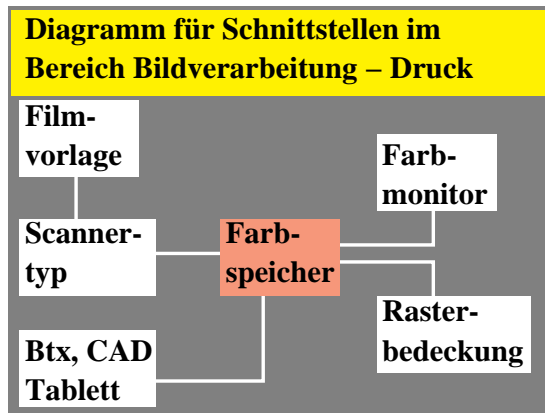 Diagramm für Schnittstellen im
Bereich Bildverarbeitung – Druck
Film-
vorlage
Farb-
monitor
Scanner-
typ
Farb-
speicher
Raster-
bedeckung
Btx, CAD
Tablett